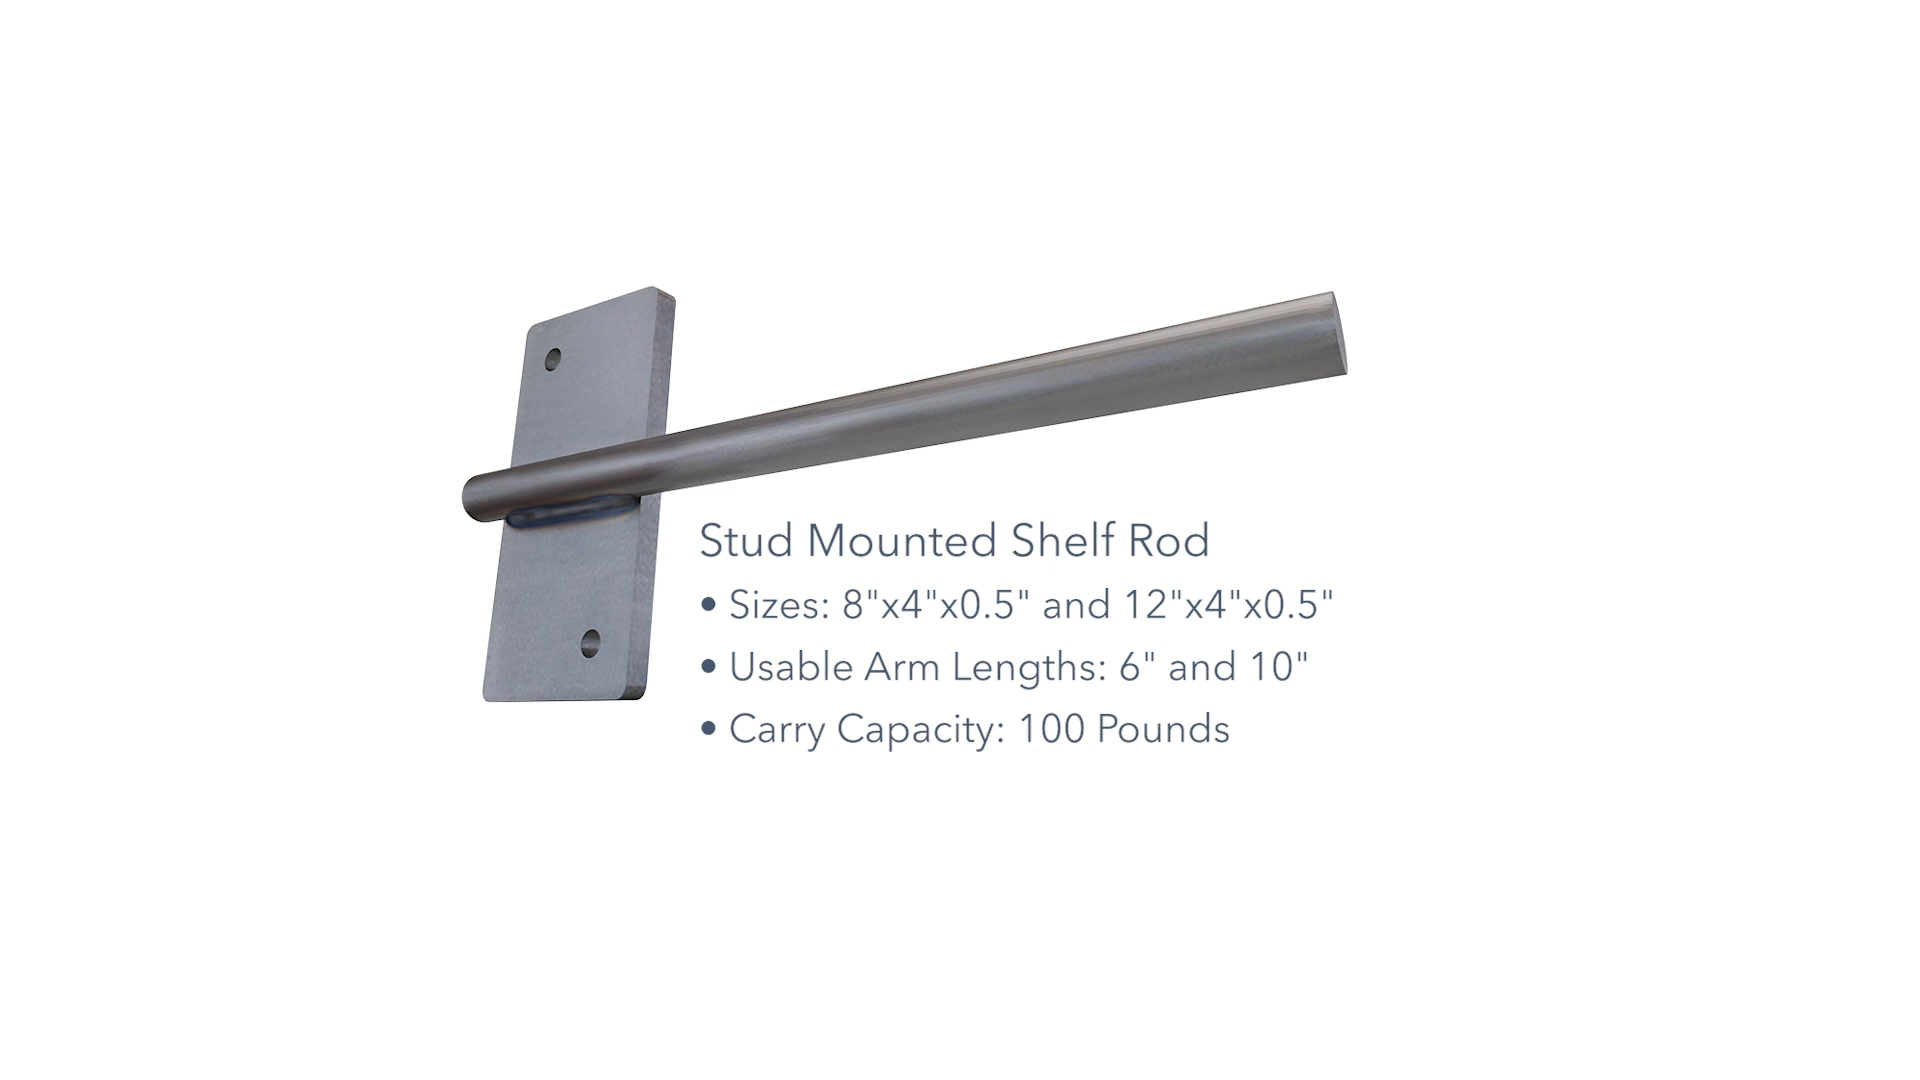 Stud Mounted Shelf Rod
• Sizes: 8"x4"x0.5" and 12"x4"x0.5"
• Usable Arm Lengths: 6" and 10"
• Carry Capacity: 100 Pounds